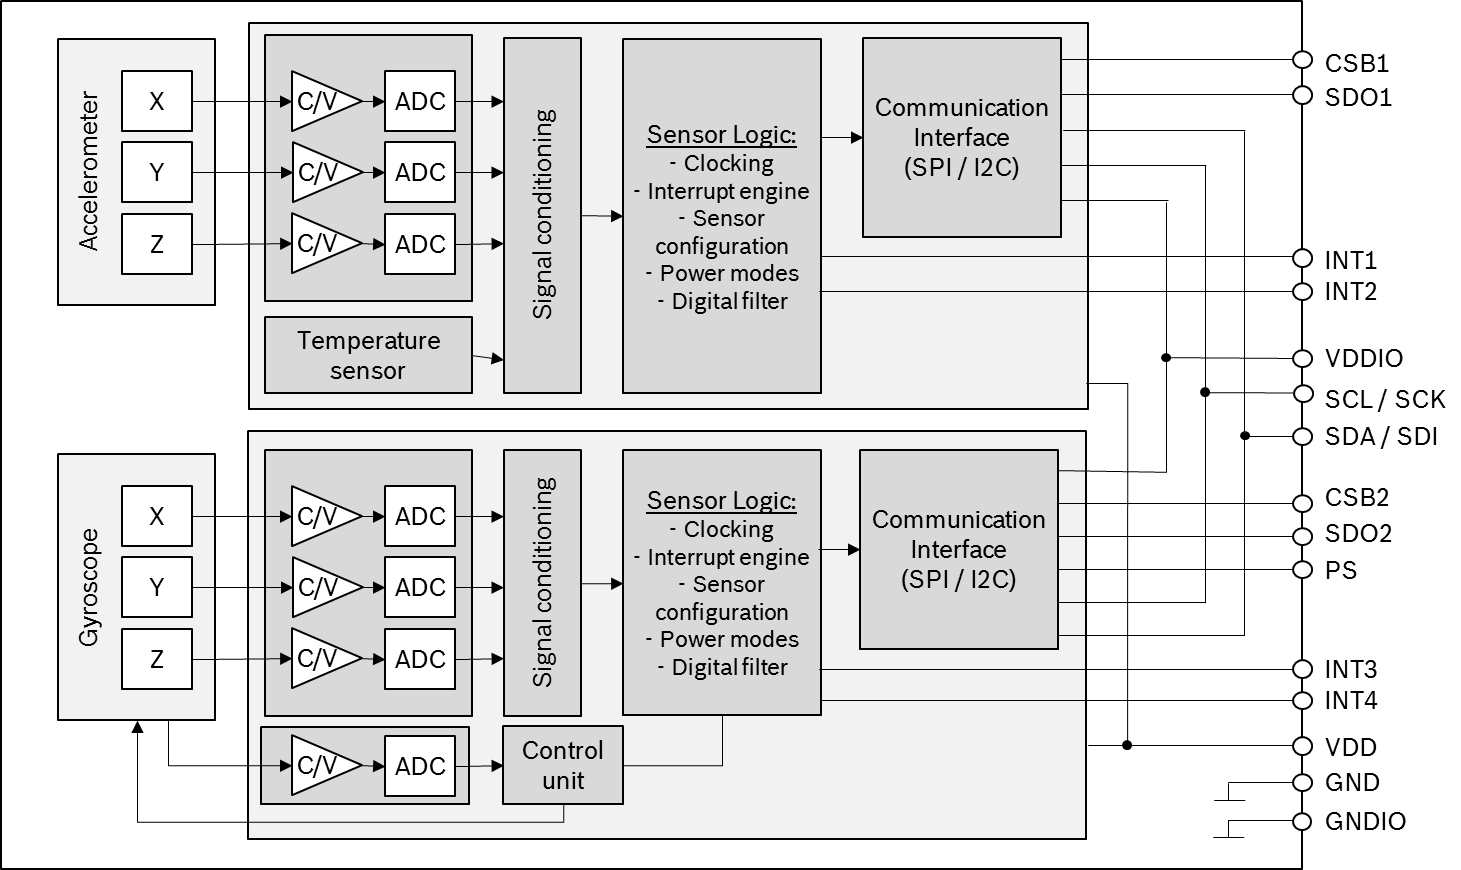 Accelerometer
X
Y
Z
C/V
ADC
C/V
ADC
C/V
ADC
Temperature
sensor
Signal conditioning
Sensor Logic:
- Clocking
- Interrupt engine
- Sensor
configuration
- Power modes
- Digital filter
Communication
Interface
(SPI / I2C)
Gyroscope
X
Y
Z
C/V
ADC
C/V
ADC
C/V
ADC
C/V
ADC
Signal conditioning
Control
unit
Sensor Logic:
- Clocking
- Interrupt engine
- Sensor
configuration
- Power modes
- Digital filter
Communication
Interface
(SPI / I2C)
CSB1
SDO1
INT1
INT2
VDDIO
SCL / SCK
SDA / SDI
CSB2
SDO2
PS
INT3
INT4
VDD
GND
GNDIO